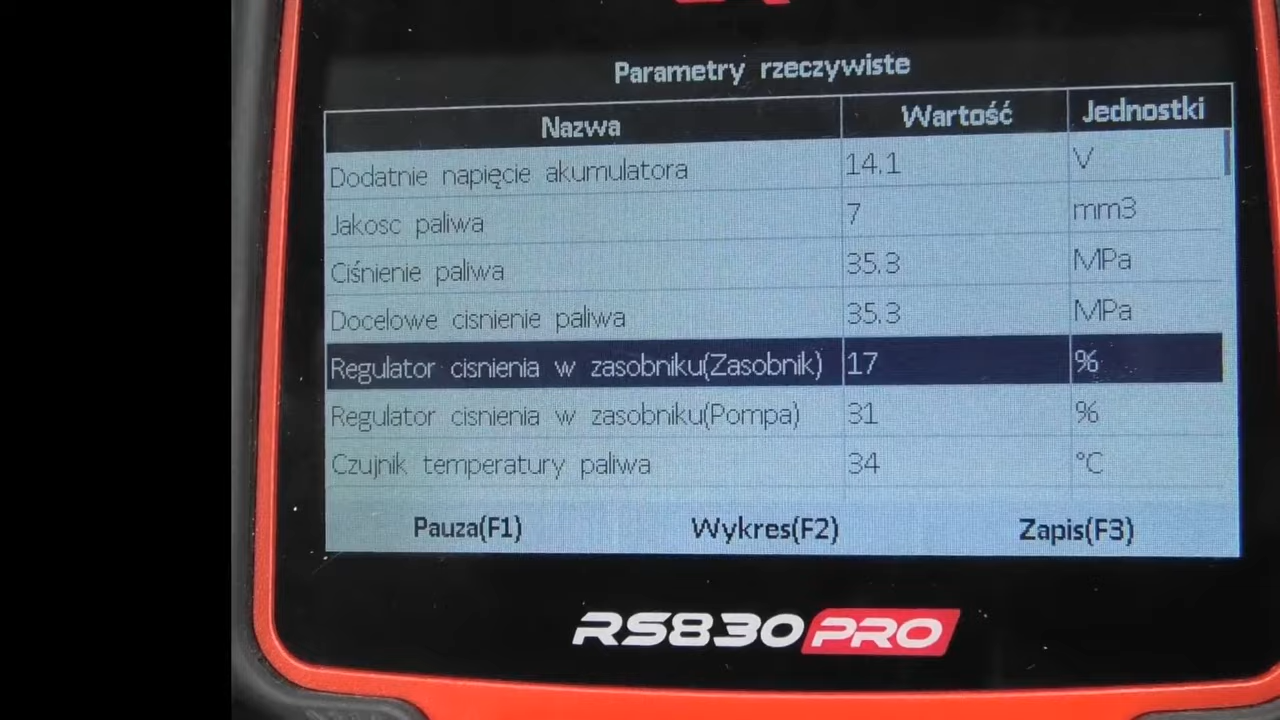 Parametry rzeczywiste
Nazwa Wartość Jednostki
Dodatnie napięcie akumulatora 14.1 V
Jakosc paliwa 7 mm3
Ciśnienie paliwa 35.3 MPa
Docelowe cisnienie paliwa 35.3 MPa
Regulator cisnienia w zasobniku(Zasobnik) 17 %
Regulator cisnienia w zasobniku(Pompa) 31 %
Czujnik temperatury paliwa 34 °C
Pauza(F1) Wykres(F2) Zapis(F3)
RS830 PRO